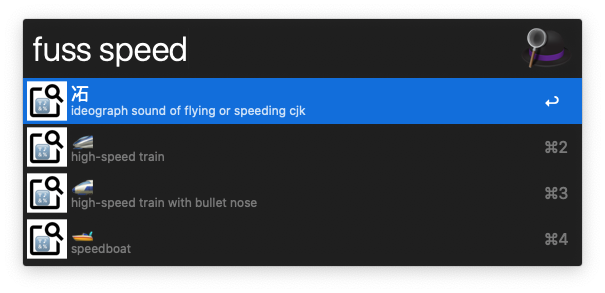 fuss speed
ideograph sound of flying or speeding cjk
↩
high-speed train
⌘2
high-speed train with bullet nose
⌘3
speedboat
⌘4